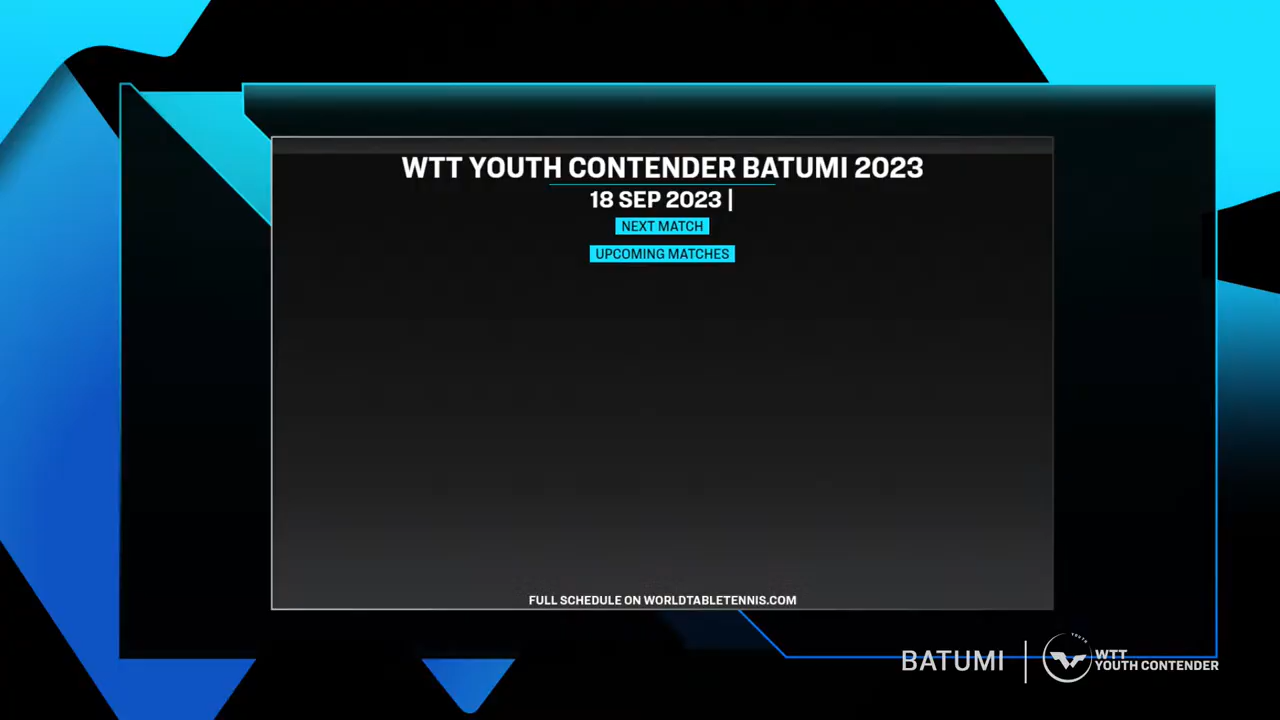 WTT YOUTH CONTENDER BATUMI 2023
18 SEP 2023 |
NEXT MATCH
UPCOMING MATCHES
FULL SCHEDULE ON WORLDTABLETENNIS.COM
BATUMI
YOUTH
WTT
YOUTH CONTENDER